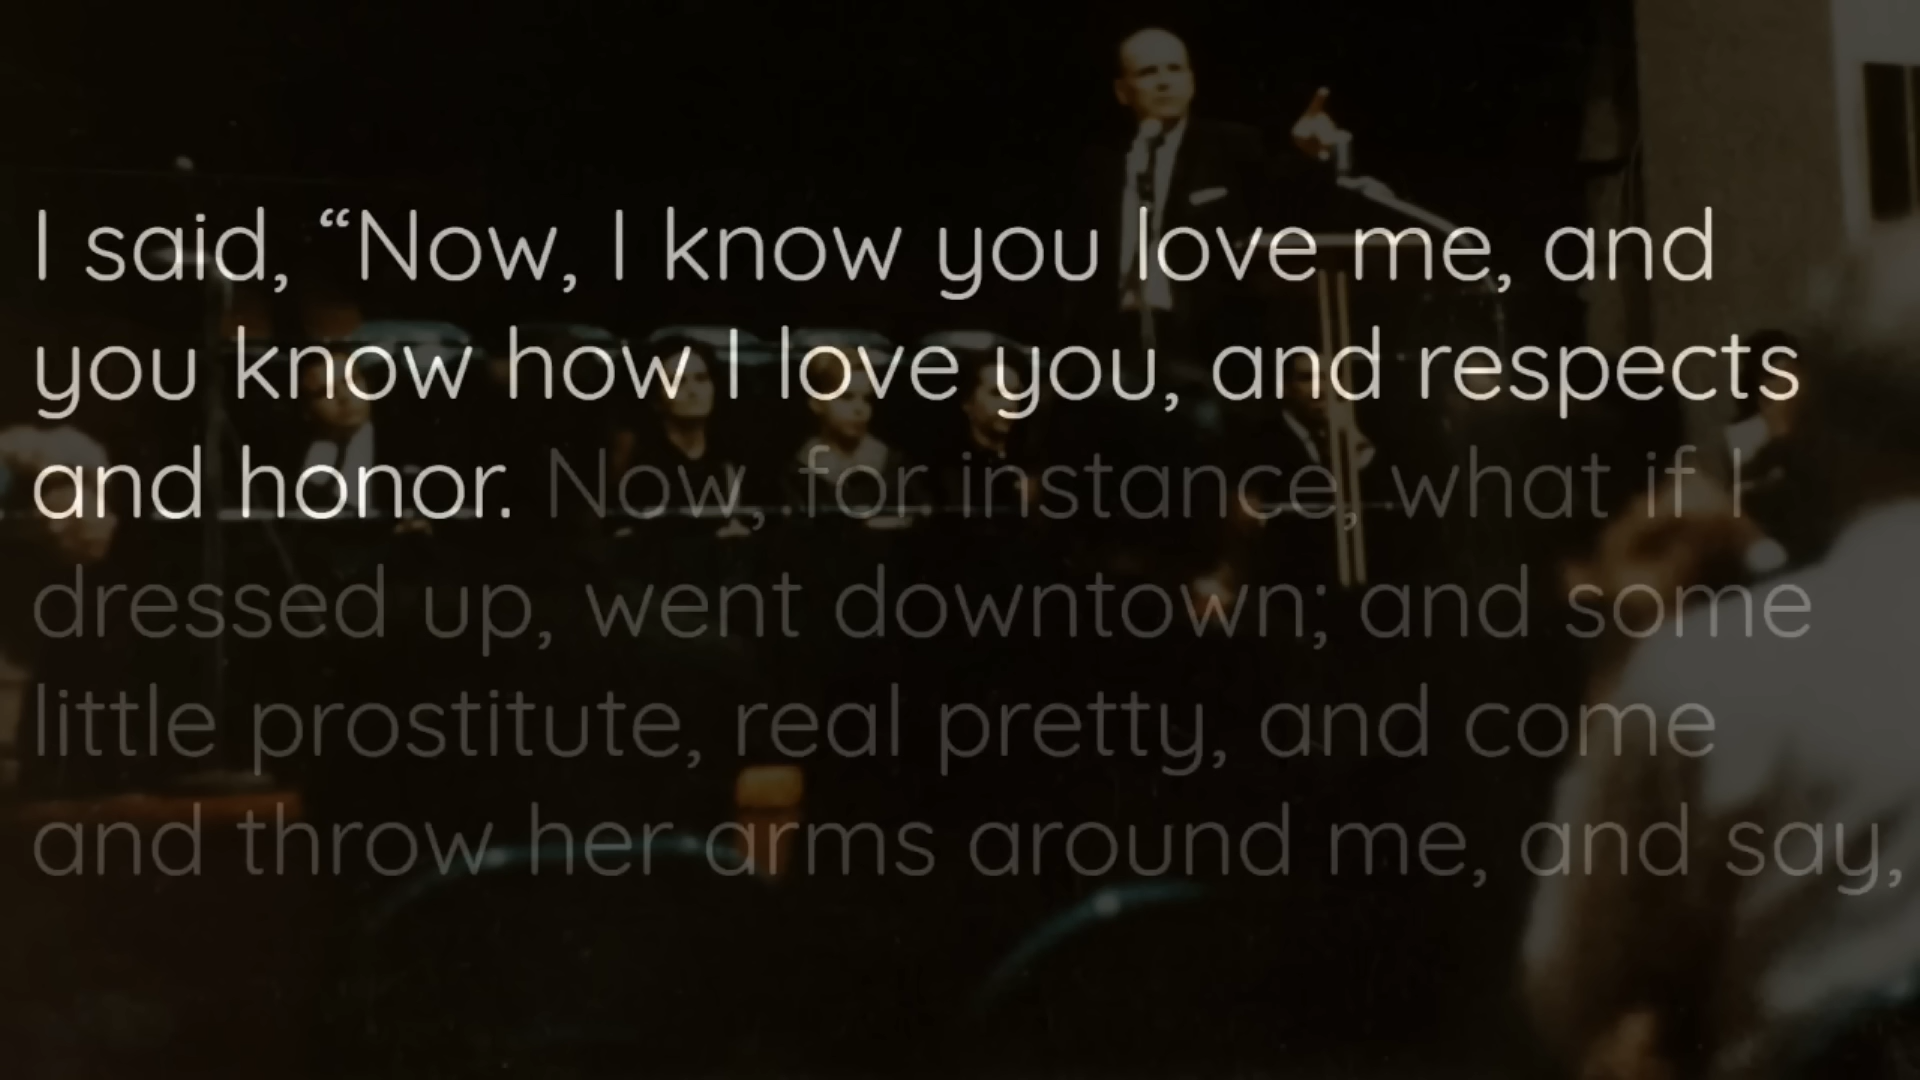 I said, “Now, I know you love me, and
you know how I love you, and respects
and honor. Now, for instance, what if I
dressed up, went downtown; and some
little prostitute, real pretty, and come
and throw her arms around me, and say,